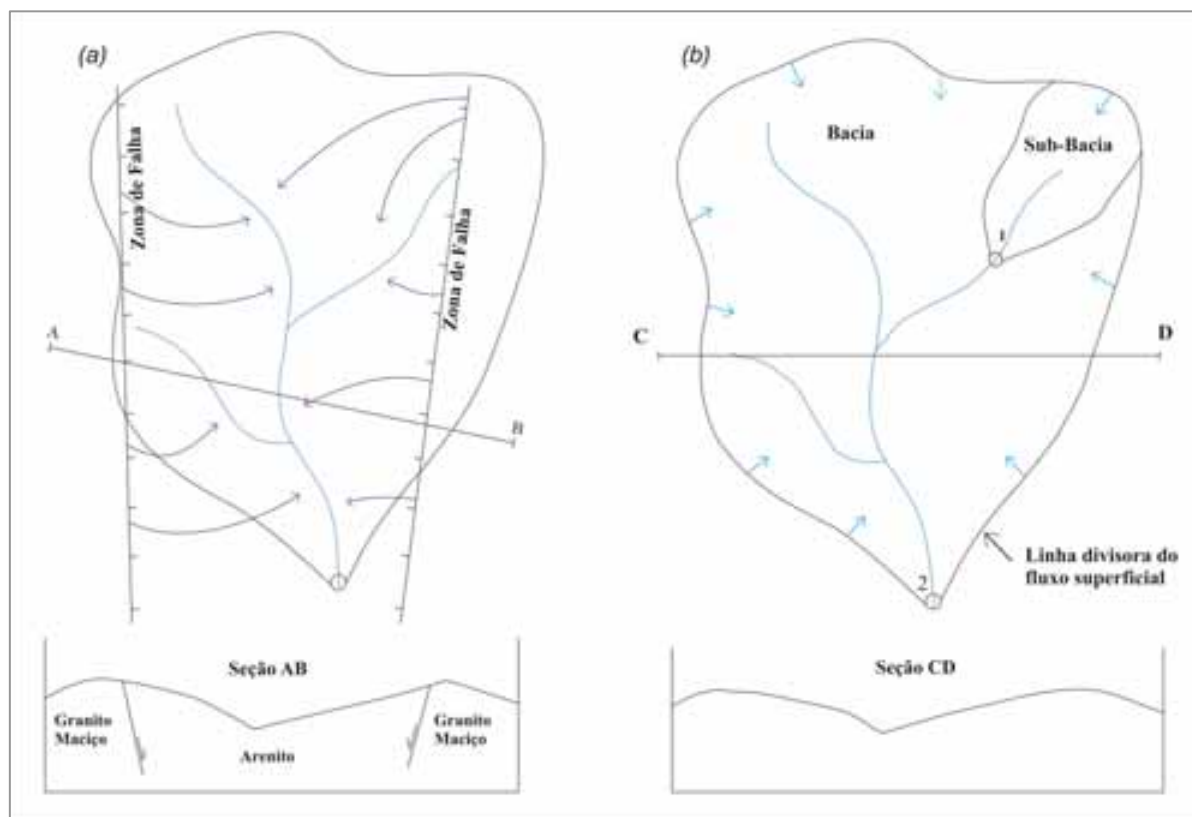 (a)
Zona de Falha
Zona de Falha
A
B
Seção AB
Granito
Maciço
Arenito
Granito
Maciço
(b)
Bacia
Sub-Bacia
1
C
D
2
Linha divisora do
fluxo superficial
Seção CD